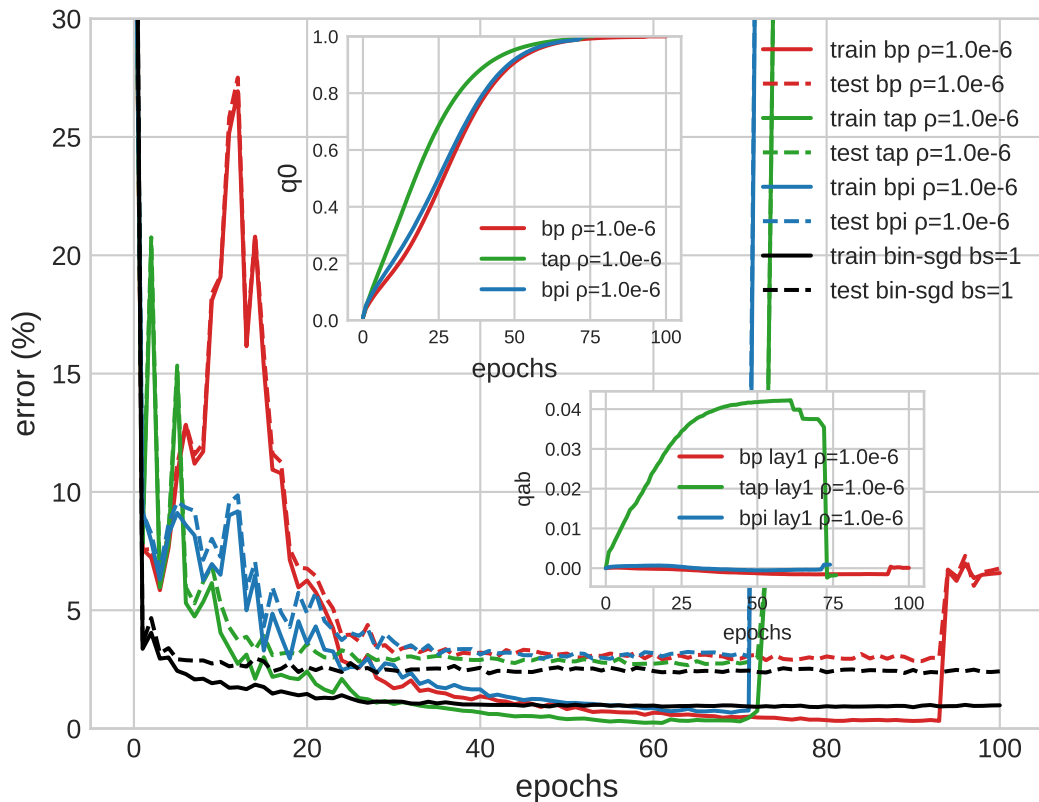 30
25
20
15
10
5
0
error (%)
0
20
40
60
80
100
epochs
train bp ρ=1.0e-6
test bp ρ=1.0e-6
train tap ρ=1.0e-6
test tap ρ=1.0e-6
train bpi ρ=1.0e-6
test bpi ρ=1.0e-6
train bin-sgd bs=1
test bin-sgd bs=1
1.0
0.8
0.6
0.4
0.2
0.0
q0
bp ρ=1.0e-6
tap ρ=1.0e-6
bpi ρ=1.0e-6
0
25
50
75
100
epochs
0.04
0.03
0.02
0.01
0.00
qab
bp lay1 ρ=1.0e-6
tap lay1 ρ=1.0e-6
bpi lay1 ρ=1.0e-6
0
25
50
75
100
epochs